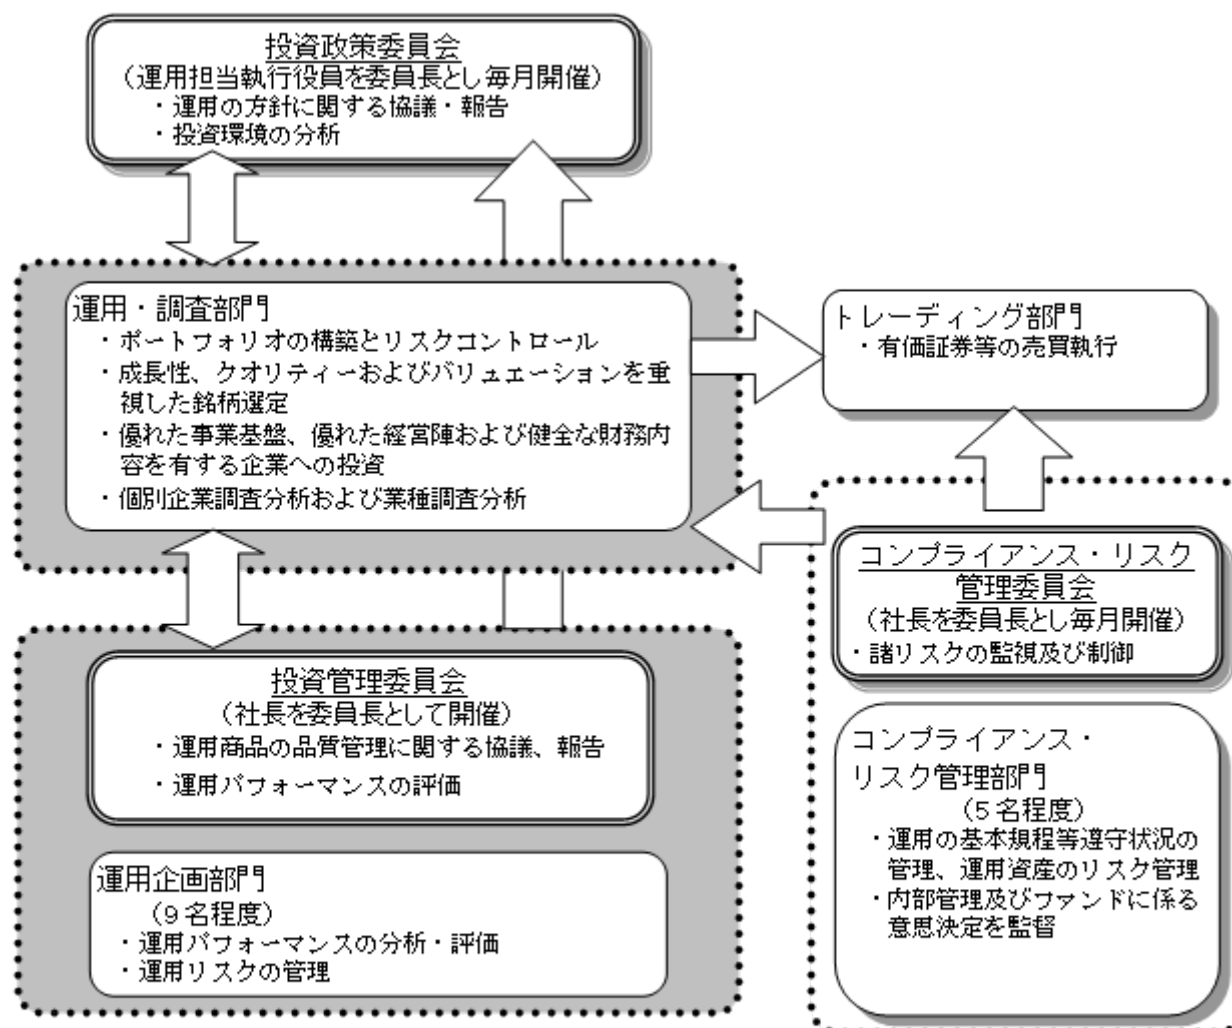 投資政策委員会
（運用担当執行役員を委員長とし毎月開催）
・運用の方針に関する協議・報告
・投資環境の分析
運用・調査部門
・ポートフォリオの構築とリスクコントロール
・成長性、クオリティーおよびバリュエーションを重
視した銘柄選定
・優れた事業基盤、優れた経営陣および健全な財務内
容を有する企業への投資
・個別企業調査分析および業種調査分析
トレーディング部門
・有価証券等の売買執行
投資管理委員会
（社長を委員長として開催）
・運用商品の品質管理に関する協議、報告
・運用パフォーマンスの評価
運用企画部門
（９名程度）
・運用パフォーマンスの分析・評価
・運用リスクの管理
コンプライアンス・リスク
管理委員会
（社長を委員長とし毎月開催）
・諸リスクの監視及び制御
コンプライアンス・
リスク管理部門
（５名程度）
・運用の基本規程等遵守状況の
管理、運用資産のリスク管理
・内部管理及びファンドに係る
意思決定を監督